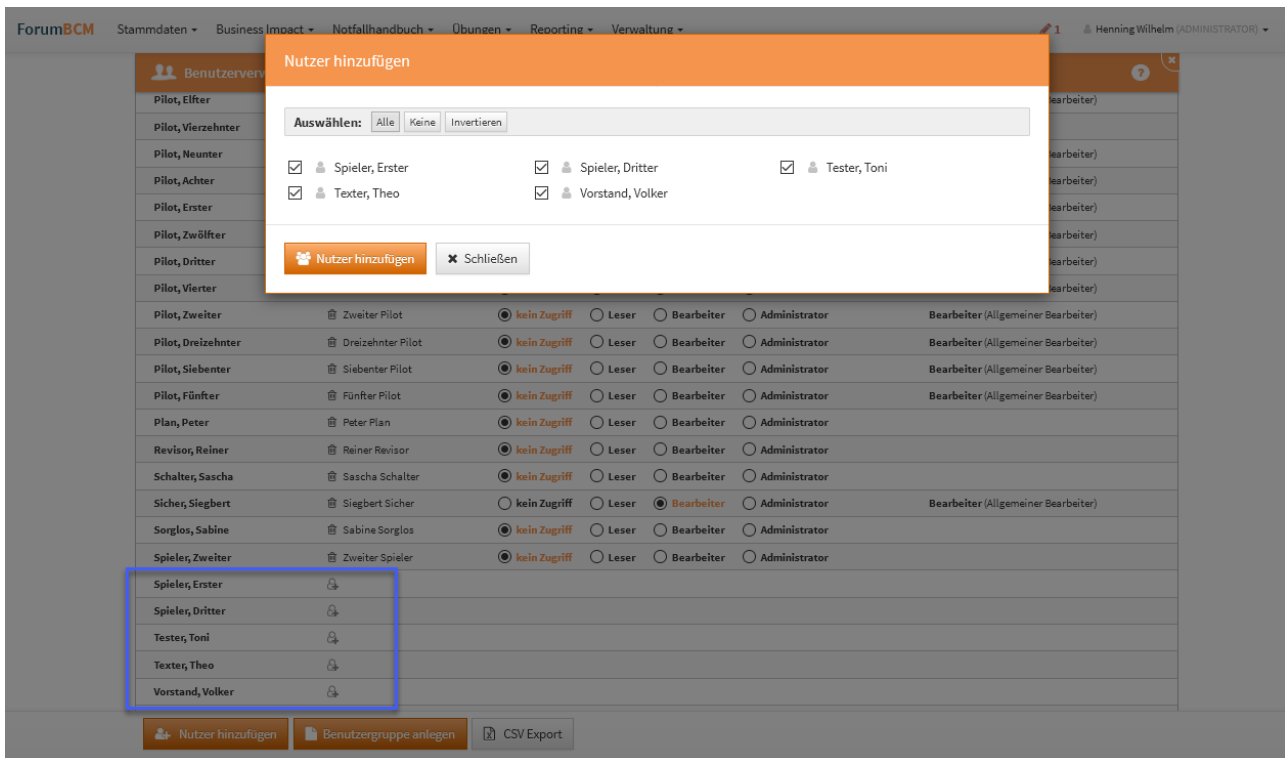 ForumBCM Stammdaten Business Impact Notfallhandbuch Übungen Reporting Verwaltung 1 Henning Wilhelm (ADMINISTRATOR)
Nutzer hinzufügen
Benutzerverw ?
Auswählen: Alle Keine Invertieren
Spieler, Erster Spieler, Dritter Tester, Toni
Texter, Theo Vorstand, Volker
Nutzer hinzufügen Schließen
Pilot, Elfter earbeiter)
Pilot, Vierzehnter
Pilot, Neunter earbeiter)
Pilot, Achter earbeiter)
Pilot, Erster earbeiter)
Pilot, Zwölfter earbeiter)
Pilot, Dritter earbeiter)
Pilot, Vierter earbeiter)
Pilot, Zweiter Zweiter Pilot kein Zugriff Leser Bearbeiter Administrator Bearbeiter (Allgemeiner Bearbeiter)
Pilot, Dreizehnter Dreizehnter Pilot kein Zugriff Leser Bearbeiter Administrator Bearbeiter (Allgemeiner Bearbeiter)
Pilot, Siebenter Siebenter Pilot kein Zugriff Leser Bearbeiter Administrator Bearbeiter (Allgemeiner Bearbeiter)
Pilot, Fünfter Fünfter Pilot kein Zugriff Leser Bearbeiter Administrator Bearbeiter (Allgemeiner Bearbeiter)
Plan, Peter Peter Plan kein Zugriff Leser Bearbeiter Administrator
Revisor, Reiner Reiner Revisor kein Zugriff Leser Bearbeiter Administrator
Schalter, Sascha Sascha Schalter kein Zugriff Leser Bearbeiter Administrator
Sicher, Siegbert Siegbert Sicher kein Zugriff Leser Bearbeiter Administrator Bearbeiter (Allgemeiner Bearbeiter)
Sorglos, Sabine Sabine Sorglos kein Zugriff Leser Bearbeiter Administrator
Spieler, Zweiter Zweiter Spieler kein Zugriff Leser Bearbeiter Administrator
Spieler, Erster
Spieler, Dritter
Tester, Toni
Texter, Theo
Vorstand, Volker
Nutzer hinzufügen Benutzergruppe anlegen CSV Export